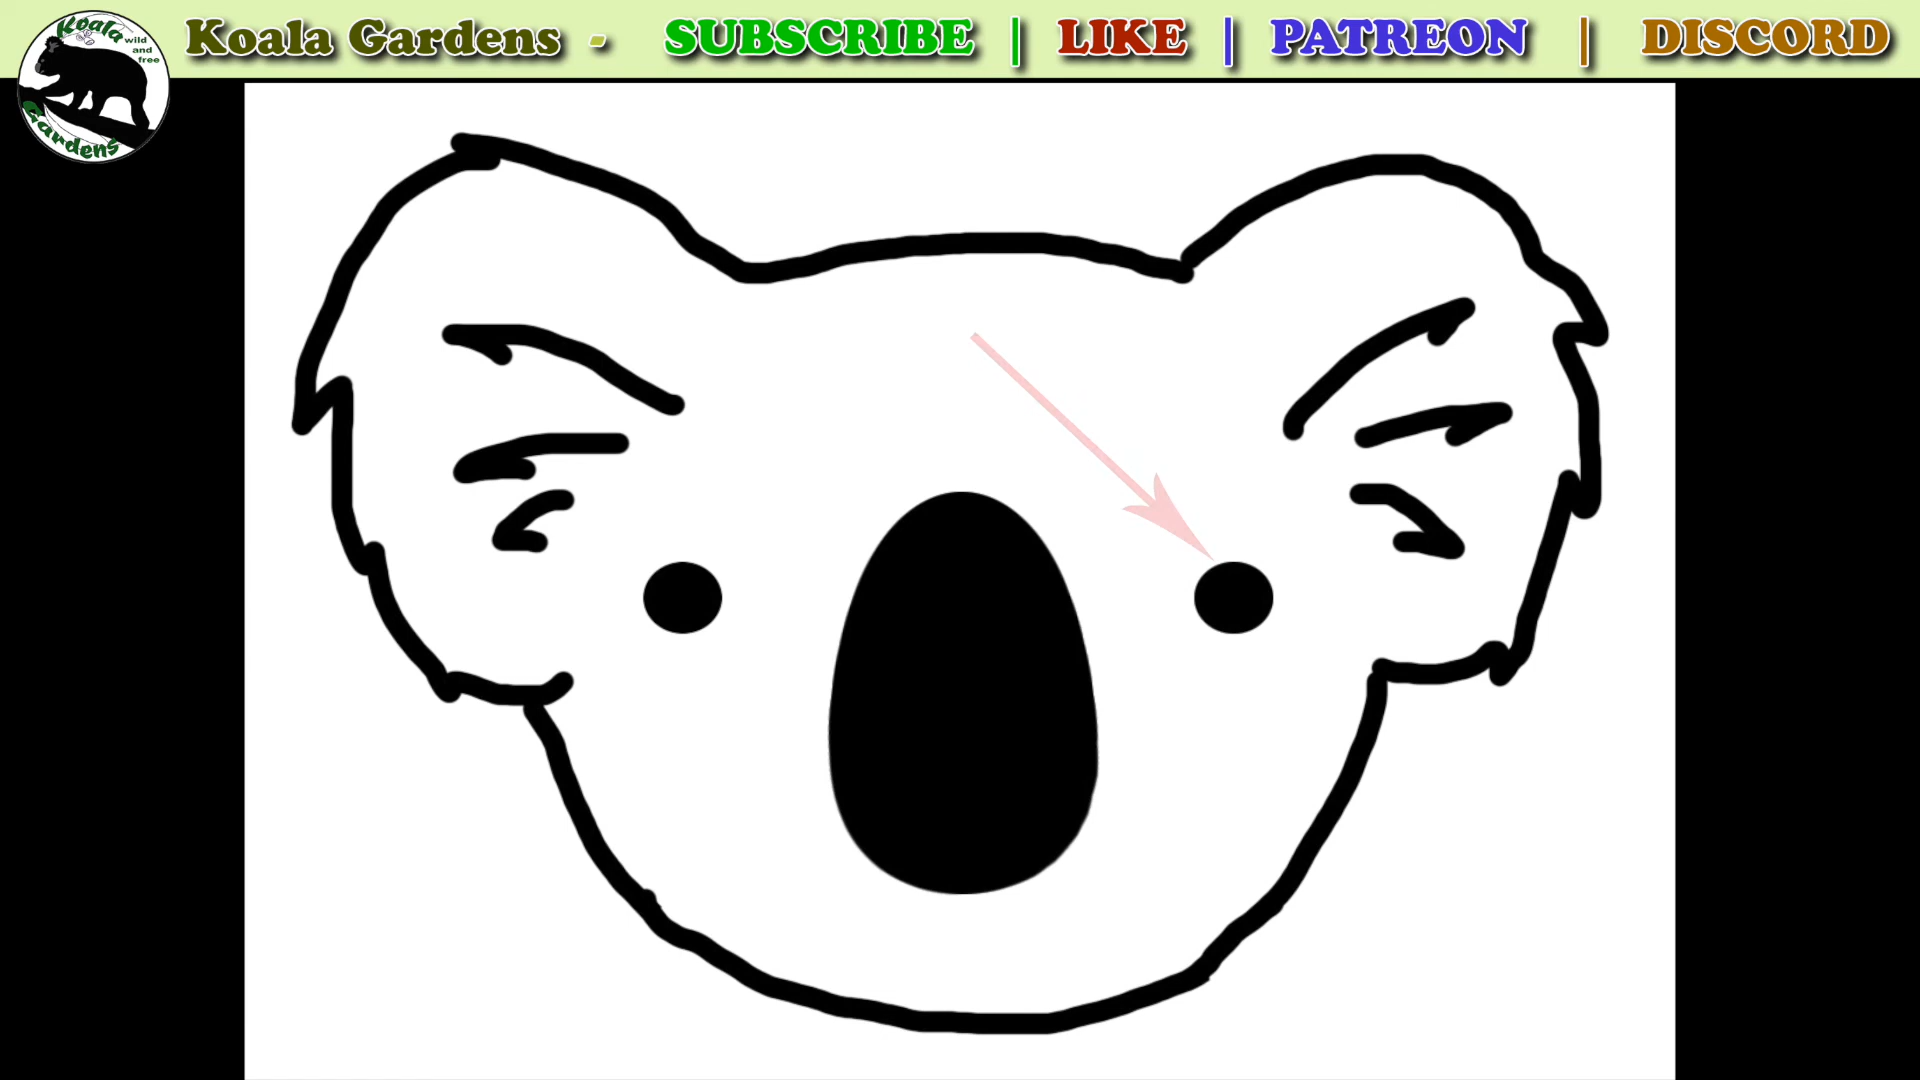 Koala Gardens - SUBSCRIBE | LIKE | PATREON | DISCORD
Koala
wild
and
free
Gardens